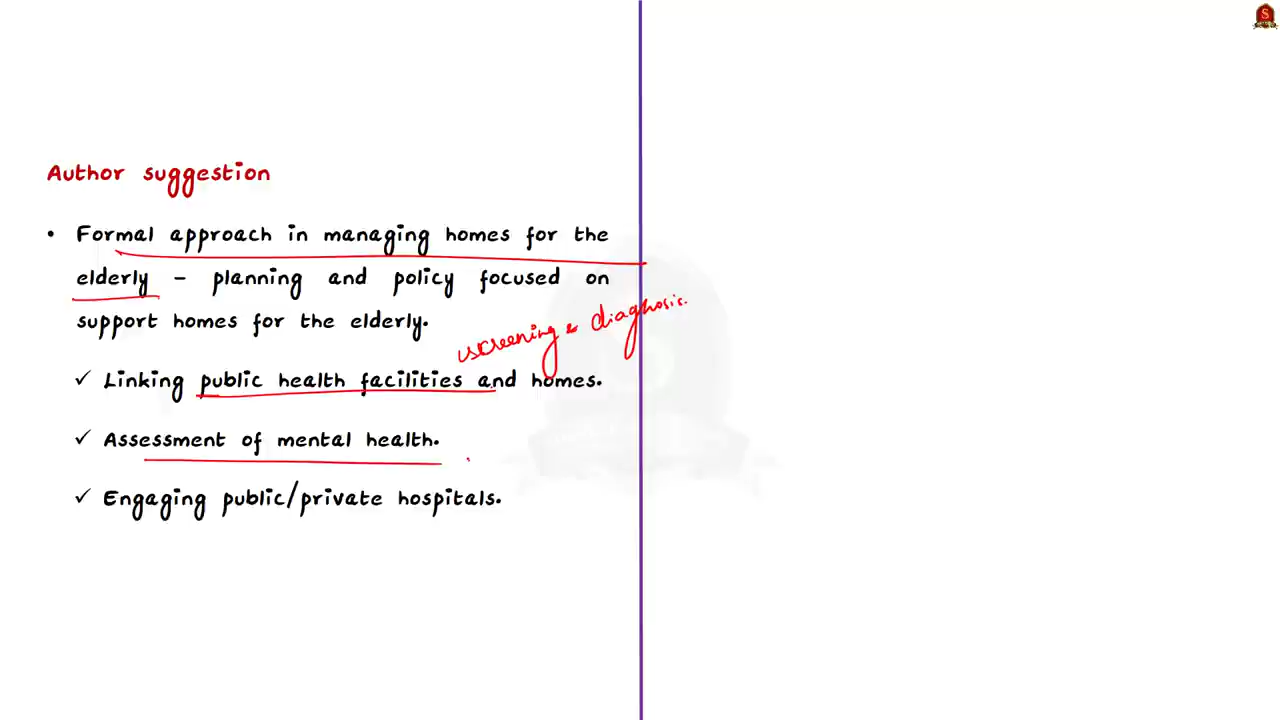 Author suggestion
• Formal approach in managing homes for the
elderly – planning and policy focused on
support homes for the elderly.
screening & diagnosis.
✓ Linking public health facilities and homes.
✓ Assessment of mental health.
✓ Engaging public/private hospitals.